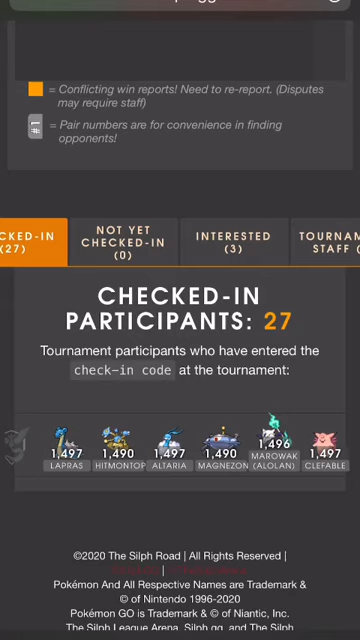 = Conflicting win reports! Need to re-report. (Disputes
may require staff)
#1
= Pair numbers are for convenience in finding
opponents!
CKED-IN
(27)
NOT YET
CHECKED-IN
(0)
INTERESTED
(3)
TOURNAM
STAFF (
CHECKED-IN
PARTICIPANTS: 27
Tournament participants who have entered the
check-in code at the tournament:
1,497
LAPRAS
1,490
HITMONTOP
1,497
ALTARIA
1,490
MAGNEZON
1,496
MAROWAK
(ALOLAN)
1,497
CLEFABLE
©2020 The Silph Road | All Rights Reserved |
|
Pokémon And All Respective Names are Trademark &
© of Nintendo 1996-2020
Pokémon GO is Trademark & © of Niantic, Inc.
The Silph League Arena, Silph.gg, and The Silph